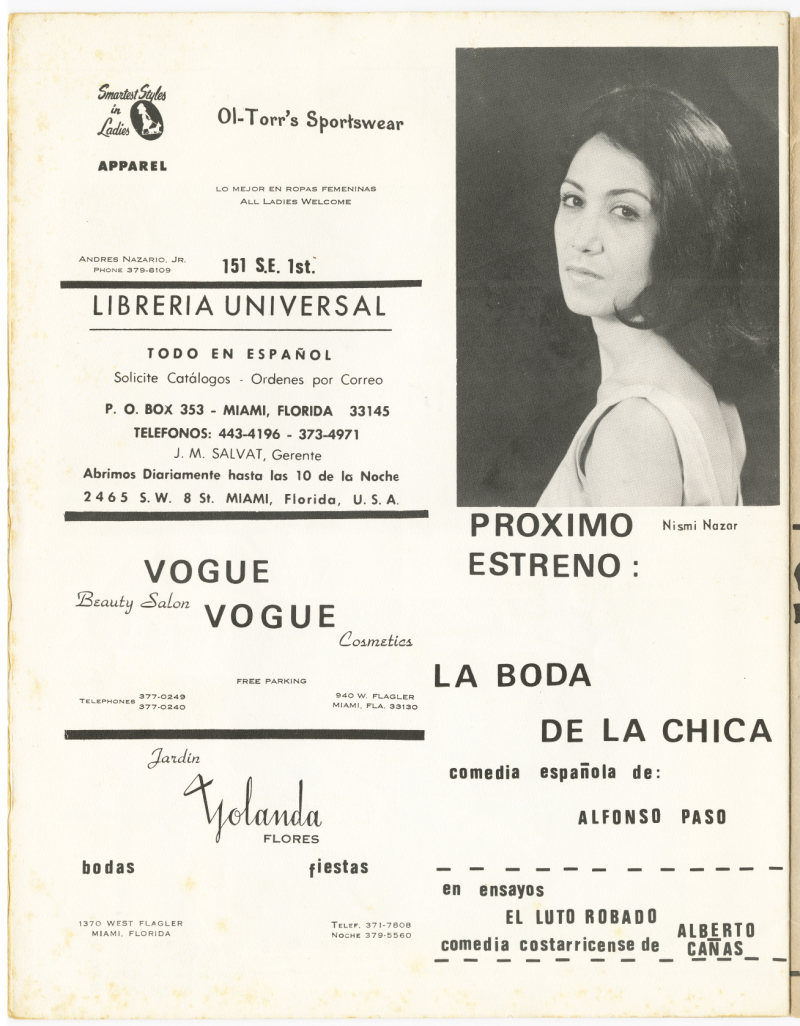 Smartest Styles
in
Ladies
APPAREL
Ol-Torr's Sportswear
LO MEJOR EN ROPAS FEMENINAS
ALL LADIES WELCOME
ANDRES NAZARIO, JR.
PHONE 379-8109
151 S.E. 1st.
LIBRERIA UNIVERSAL
TODO EN ESPAÑOL
Solicite Catálogos - Ordenes por Correo
P. O. BOX 353 - MIAMI, FLORIDA 33145
TELEFONOS: 443-4196 - 373-4971
J. M. SALVAT, Gerente
Abrimos Diariamente hasta las 10 de la Noche
2465 S.W. 8 St. MIAMI, Florida, U.S.A.
VOGUE
Beauty Salon
VOGUE
Cosmetics
FREE PARKING
TELEPHONES 377-0249
377-0240
940 W. FLAGLER
MIAMI, FLA. 33130
Jardín
Yolanda
FLORES
bodas fiestas
1370 WEST FLAGLER
MIAMI, FLORIDA
TELEF. 371-7808
NOCHE 379-5560
Nismi Nazar
PROXIMO
ESTRENO:
LA BODA
DE LA CHICA
comedia española de:
ALFONSO PASO
en ensayos
EL LUTO ROBADO
comedia costarricense de ALBERTO
CAÑAS